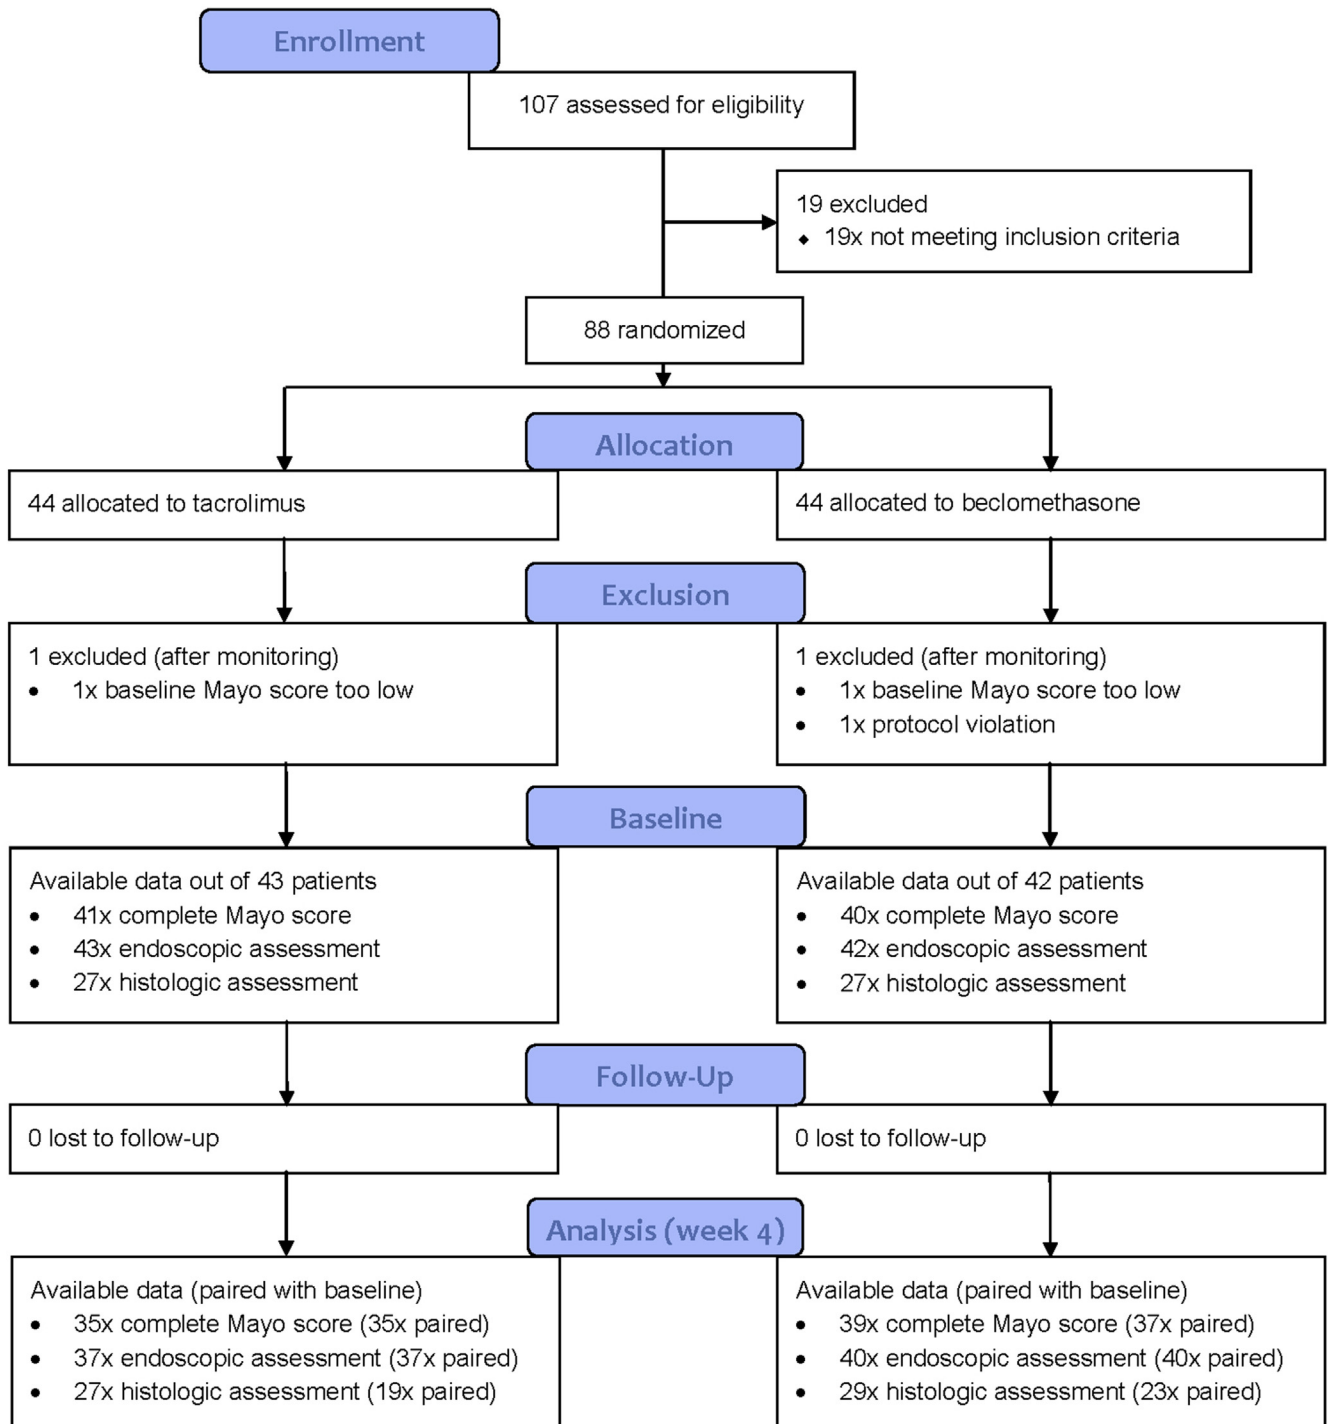 Enrollment
107 assessed for eligibility
19 excluded
◆ 19x not meeting inclusion criteria
88 randomized
Allocation
44 allocated to tacrolimus
44 allocated to beclomethasone
Exclusion
1 excluded (after monitoring)
• 1x baseline Mayo score too low
1 excluded (after monitoring)
• 1x baseline Mayo score too low
• 1x protocol violation
Baseline
Available data out of 43 patients
• 41x complete Mayo score
• 43x endoscopic assessment
• 27x histologic assessment
Available data out of 42 patients
• 40x complete Mayo score
• 42x endoscopic assessment
• 27x histologic assessment
Follow-Up
0 lost to follow-up
0 lost to follow-up
Analysis (week 4)
Available data (paired with baseline)
• 35x complete Mayo score (35x paired)
• 37x endoscopic assessment (37x paired)
• 27x histologic assessment (19x paired)
Available data (paired with baseline)
• 39x complete Mayo score (37x paired)
• 40x endoscopic assessment (40x paired)
• 29x histologic assessment (23x paired)